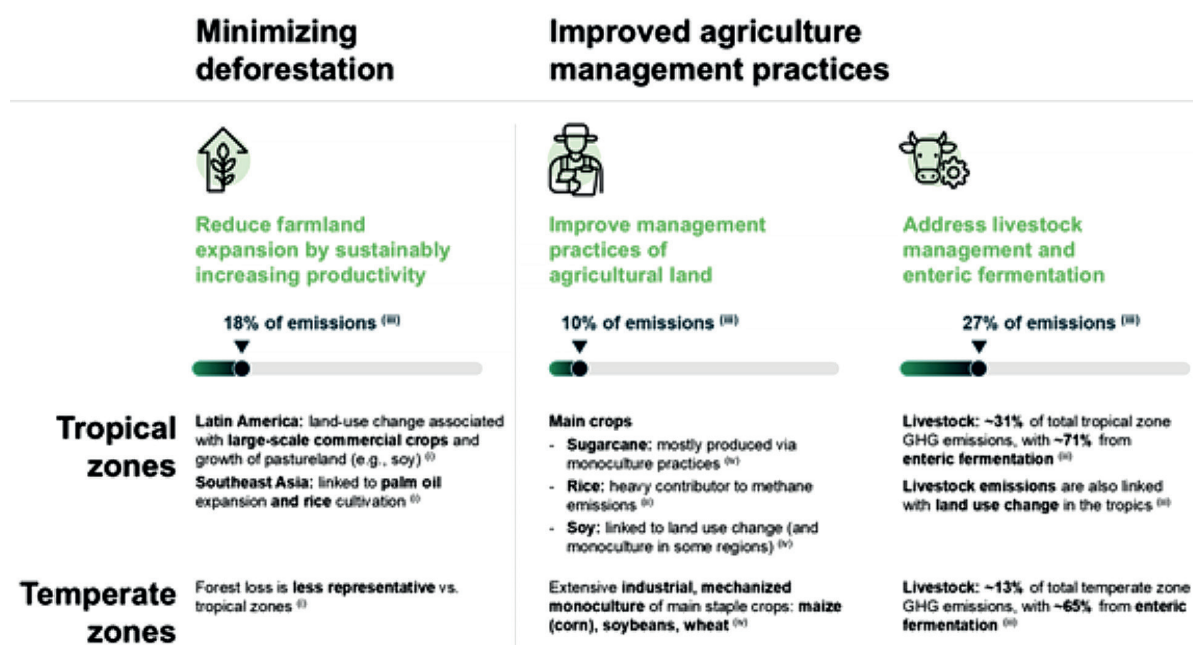 Minimizing
deforestation
Improved agriculture
management practices
Reduce farmland
expansion by sustainably
increasing productivity
18% of emissions (iii)
Improve management
practices of
agricultural land
10% of emissions (iii)
Address livestock
management and
enteric fermentation
27% of emissions (iii)
Tropical
zones
Latin America: land-use change associated
with large-scale commercial crops and
growth of pastureland (e.g., soy) (i)
Southeast Asia: linked to palm oil
expansion and rice cultivation (i)
Main crops
- Sugarcane: mostly produced via
monoculture practices (iv)
- Rice: heavy contributor to methane
emissions (ii)
- Soy: linked to land use change (and
monoculture in some regions) (iv)
Livestock: ~31% of total tropical zone
GHG emissions, with ~71% from
enteric fermentation (iii)
Livestock emissions are also linked
with land use change in the tropics (iii)
Temperate
zones
Forest loss is less representative vs.
tropical zones (i)
Extensive industrial, mechanized
monoculture of main staple crops: maize
(corn), soybeans, wheat (iv)
Livestock: ~13% of total temperate zone
GHG emissions, with ~65% from enteric
fermentation (iii)